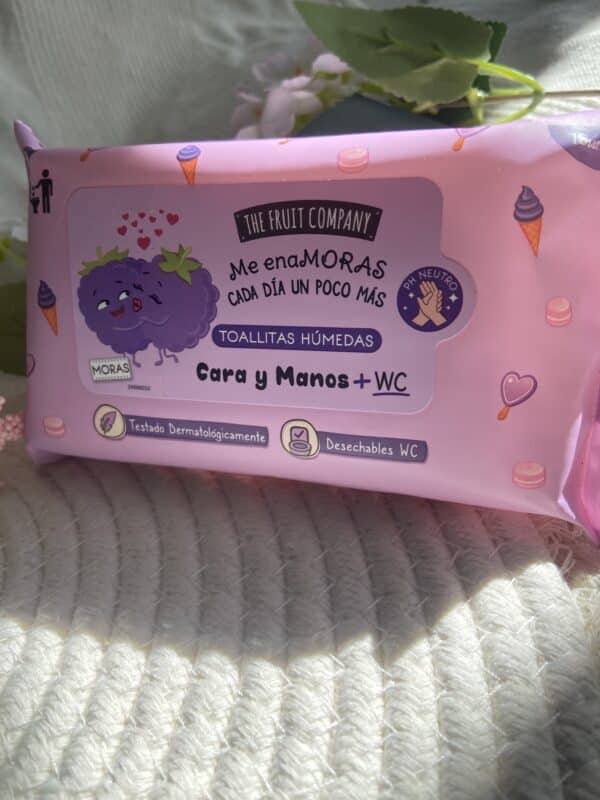 THE FRUIT COMPANY
Me enaMORAS
CADA DÍA UN POCO MÁS
PH NEUTRO
TOALLITAS HÚMEDAS
MORAS
Cara y Manos + WC
Testado Dermatológicamente
Desechables WC